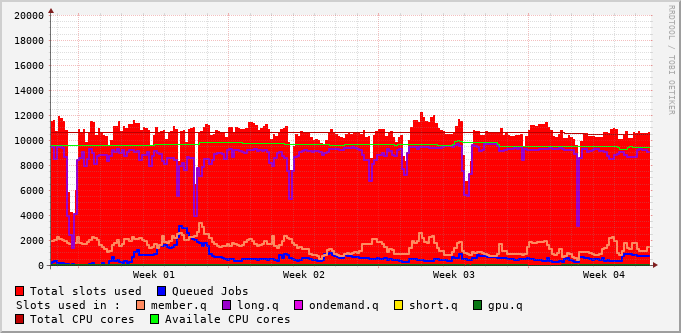 20000
18000
16000
14000
12000
10000
8000
6000
4000
2000
0
Week 01 Week 02 Week 03 Week 04
Total slots used Queued Jobs
Slots used in : member.q long.q ondemand.q short.q gpu.q
Total CPU cores Availale CPU cores
RRDTOOL / TOBI OETIKER